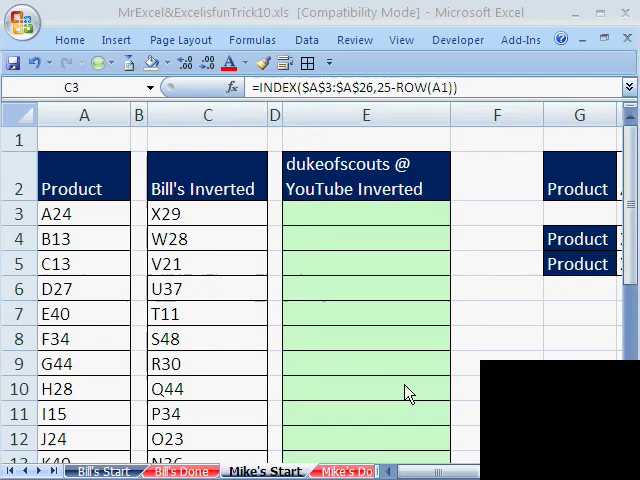 MrExcel&ExcelisfunTrick10.xls [Compatibility Mode] - Microsoft Excel
Home Insert Page Layout Formulas Data Review View Developer Add-Ins
C3 fx =INDEX($A$3:$A$26,25-ROW(A1))
A B C D E F G
1
dukeofscouts @
2 Product Bill's Inverted YouTube Inverted Product
3 A24 X29
4 B13 W28 Product
5 C13 V21 Product
6 D27 U37
7 E40 T11
8 F34 S48
9 G44 R30
10 H28 Q44
11 I15 P34
12 J24 O23
Bill's Start Bill's Done Mike's Start Mike's Do